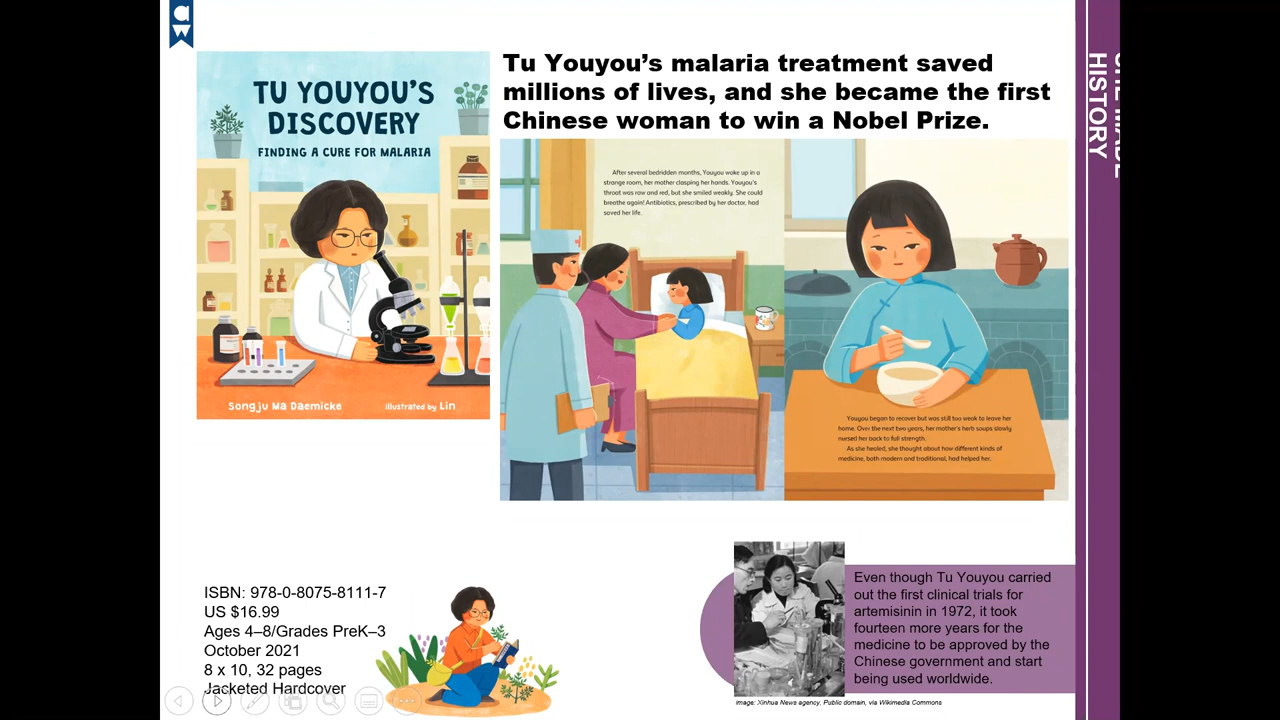 Tu Youyou’s malaria treatment saved
millions of lives, and she became the first
Chinese woman to win a Nobel Prize.
TU YOUYOU’S
DISCOVERY
FINDING A CURE FOR MALARIA
Songju Ma Daemicke
illustrated by Lin
After several bedridden months, Youyou woke up in a
strange room, her mother clasping her hands. Youyou’s
throat was raw and red, but she smiled weakly. She could
breathe again! Antibiotics, prescribed by her doctor, had
saved her life.
Youyou began to recover but was still too weak to leave her
home. Over the next two years, her mother’s herb soups slowly
nursed her back to full strength.
As she healed, she thought about how different kinds of
medicine, both modern and traditional, had helped her.
ISBN: 978-0-8075-8111-7
US $16.99
Ages 4–8/Grades PreK–3
October 2021
8 x 10, 32 pages
Jacketed Hardcover
Even though Tu Youyou carried
out the first clinical trials for
artemisinin in 1972, it took
fourteen more years for the
medicine to be approved by the
Chinese government and start
being used worldwide.
Image: Xinhua News agency, Public domain, via Wikimedia Commons
HISTORY